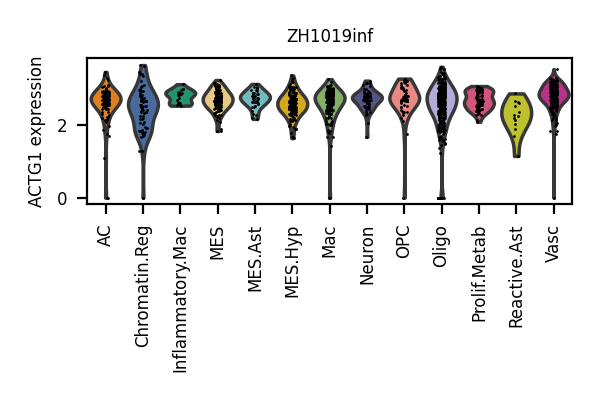 ZH1019inf
ACTG1 expression
2
0
AC
Chromatin.Reg
Inflammatory.Mac
MES
MES.Ast
MES.Hyp
Mac
Neuron
OPC
Oligo
Prolif.Metab
Reactive.Ast
Vasc